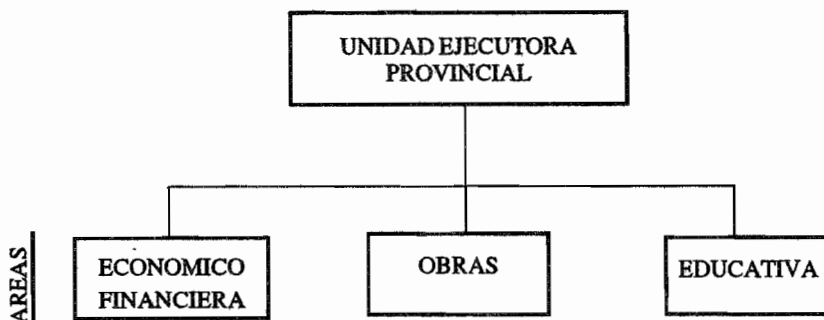 UNIDAD EJECUTORA
PROVINCIAL
AREAS
ECONOMICO
FINANCIERA
OBRAS
EDUCATIVA